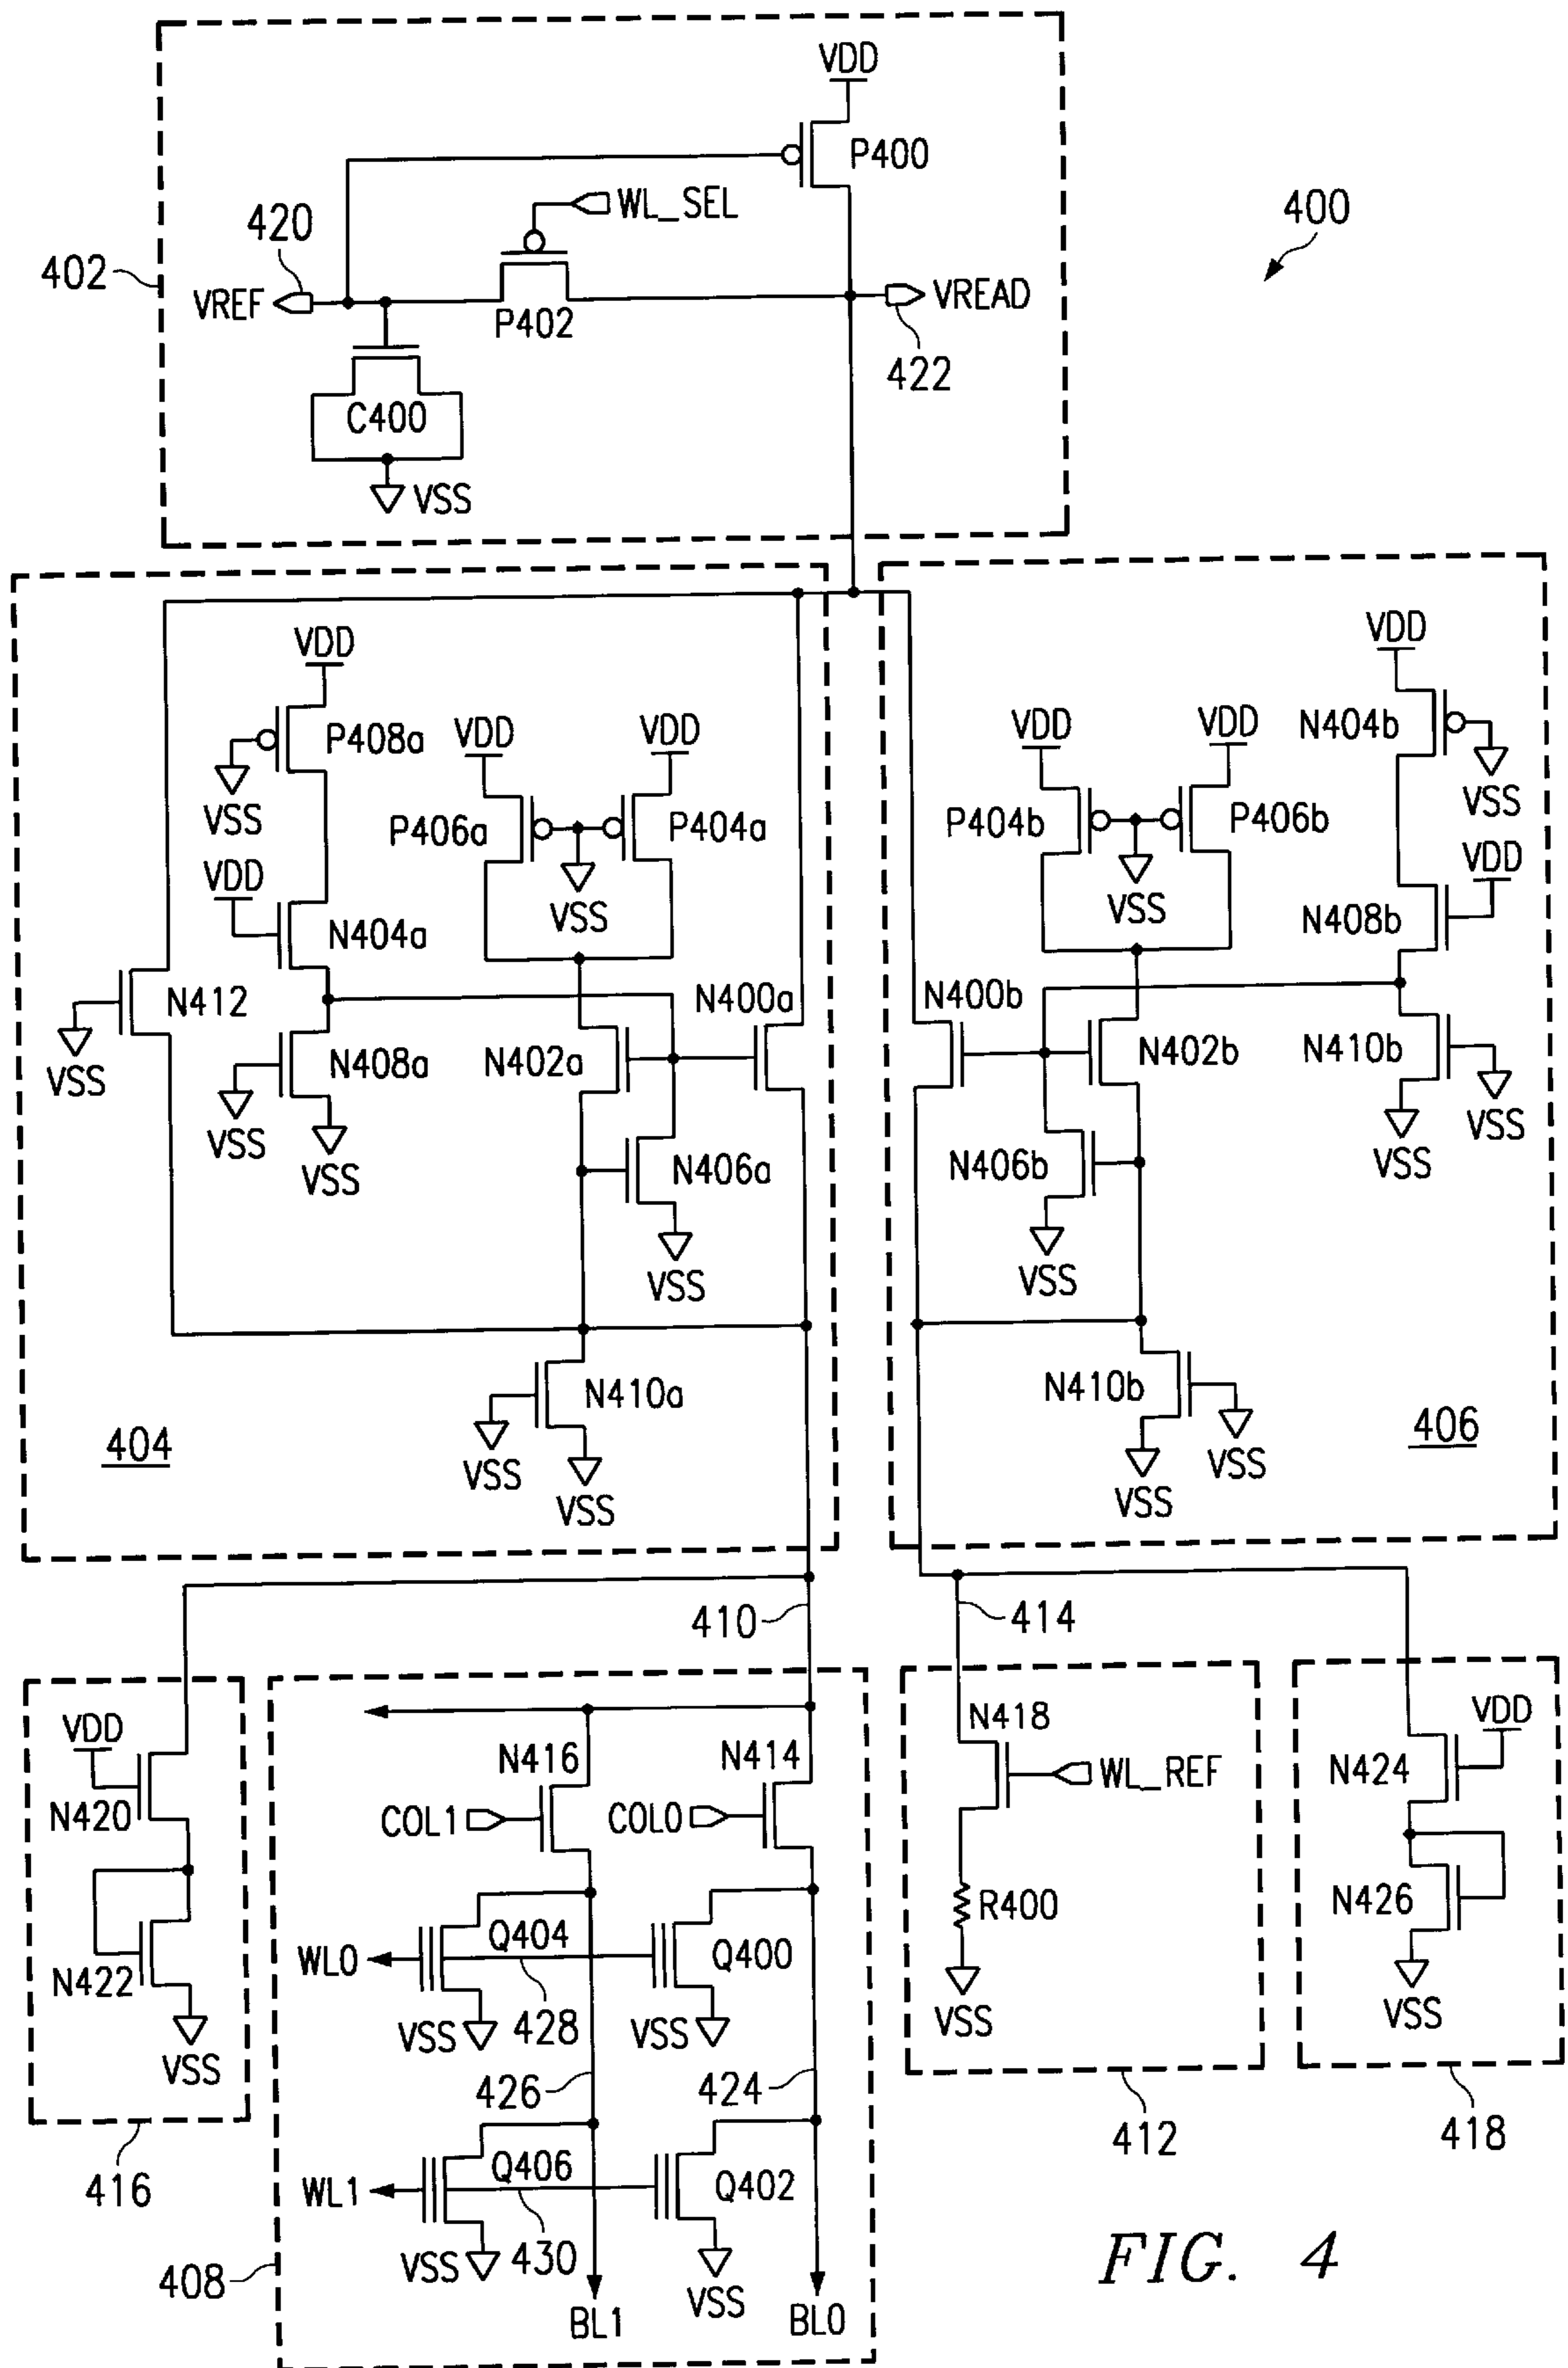 VDD
P400
WL_SEL
400
420
402
VREF
P402
VREAD
422
C400
VSS
VDD
VDD
P408a
VDD
VDD
VDD
VDD
N404b
VSS
P406a
P404a
P404b
P406b
VSS
VDD
VSS
VSS
VDD
N404a
N408b
N412
N400a
N400b
VSS
N408a
N402a
N402b
N410b
VSS
VSS
N406a
N406b
VSS
VSS
VSS
VSS
N410a
N410b
404
406
VSS
VSS
VSS
VSS
410
414
VDD
N416
N414
N418
VDD
WL_REF
N424
N420
COL1
COL0
R400
N426
WL0
Q404
Q400
N422
VSS
428
VSS
VSS
VSS
VSS
426
424
412
418
416
WL1
Q406
Q402
408
VSS
430
VSS
BL1
BL0
FIG. 4